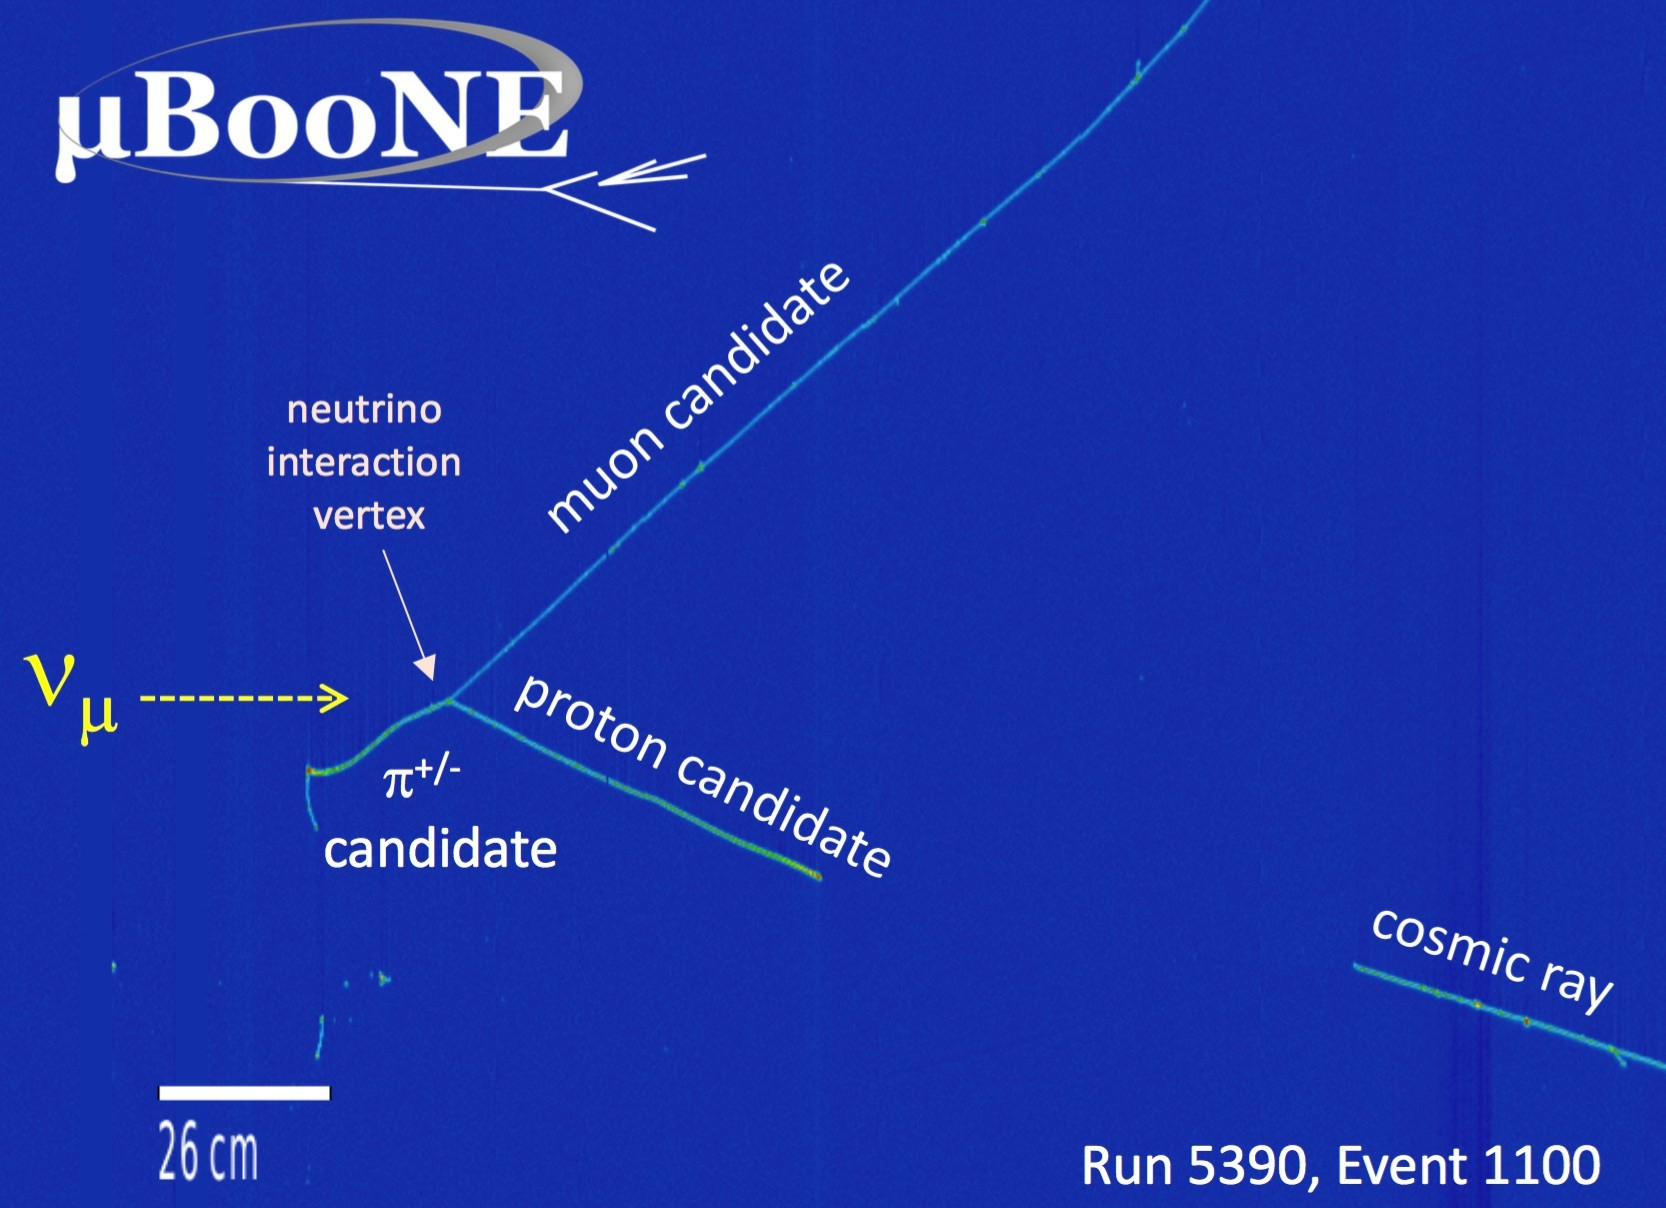 µBooNE
muon candidate
neutrino
interaction
vertex
νμ
proton candidate
π+/-
candidate
cosmic ray
26 cm
Run 5390, Event 1100